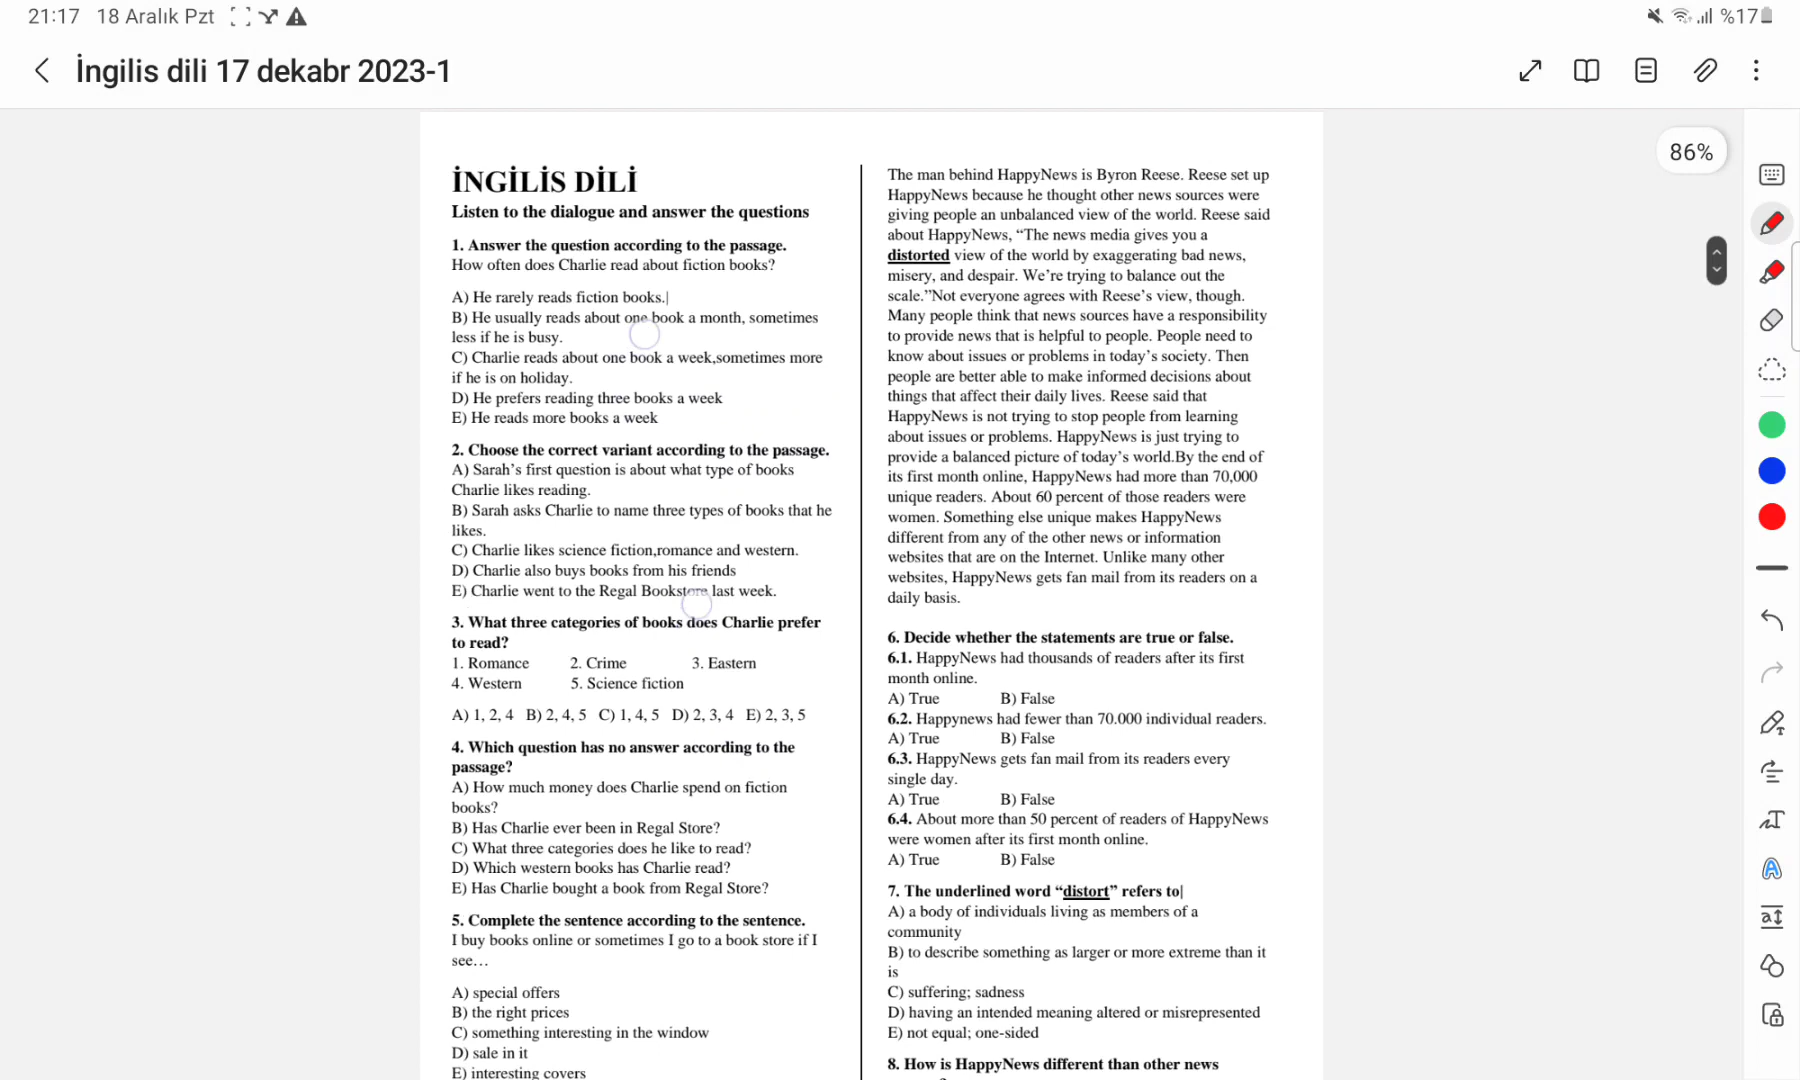 21:17 18 Aralık Pzt
%17
İngilis dili 17 dekabr 2023-1
86%
İNGİLİS DİLİ
Listen to the dialogue and answer the questions
1. Answer the question according to the passage.
How often does Charlie read about fiction books?
A) He rarely reads fiction books.
B) He usually reads about one book a month, sometimes
less if he is busy.
C) Charlie reads about one book a week,sometimes more
if he is on holiday.
D) He prefers reading three books a week
E) He reads more books a week
2. Choose the correct variant according to the passage.
A) Sarah’s first question is about what type of books
Charlie likes reading.
B) Sarah asks Charlie to name three types of books that he
likes.
C) Charlie likes science fiction,romance and western.
D) Charlie also buys books from his friends
E) Charlie went to the Regal Bookstore last week.
3. What three categories of books does Charlie prefer
to read?
1. Romance 2. Crime 3. Eastern
4. Western 5. Science fiction
A) 1, 2, 4 B) 2, 4, 5 C) 1, 4, 5 D) 2, 3, 4 E) 2, 3, 5
4. Which question has no answer according to the
passage?
A) How much money does Charlie spend on fiction
books?
B) Has Charlie ever been in Regal Store?
C) What three categories does he like to read?
D) Which western books has Charlie read?
E) Has Charlie bought a book from Regal Store?
5. Complete the sentence according to the sentence.
I buy books online or sometimes I go to a book store if I
see…
A) special offers
B) the right prices
C) something interesting in the window
D) sale in it
E) interesting covers
The man behind HappyNews is Byron Reese. Reese set up
HappyNews because he thought other news sources were
giving people an unbalanced view of the world. Reese said
about HappyNews, “The news media gives you a
distorted view of the world by exaggerating bad news,
misery, and despair. We’re trying to balance out the
scale.”Not everyone agrees with Reese’s view, though.
Many people think that news sources have a responsibility
to provide news that is helpful to people. People need to
know about issues or problems in today’s society. Then
people are better able to make informed decisions about
things that affect their daily lives. Reese said that
HappyNews is not trying to stop people from learning
about issues or problems. HappyNews is just trying to
provide a balanced picture of today’s world.By the end of
its first month online, HappyNews had more than 70,000
unique readers. About 60 percent of those readers were
women. Something else unique makes HappyNews
different from any of the other news or information
websites that are on the Internet. Unlike many other
websites, HappyNews gets fan mail from its readers on a
daily basis.
6. Decide whether the statements are true or false.
6.1. HappyNews had thousands of readers after its first
month online.
A) True B) False
6.2. Happynews had fewer than 70.000 individual readers.
A) True B) False
6.3. HappyNews gets fan mail from its readers every
single day.
A) True B) False
6.4. About more than 50 percent of readers of HappyNews
were women after its first month online.
A) True B) False
7. The underlined word “distort” refers to
A) a body of individuals living as members of a
community
B) to describe something as larger or more extreme than it
is
C) suffering; sadness
D) having an intended meaning altered or misrepresented
E) not equal; one-sided
8. How is HappyNews different than other news